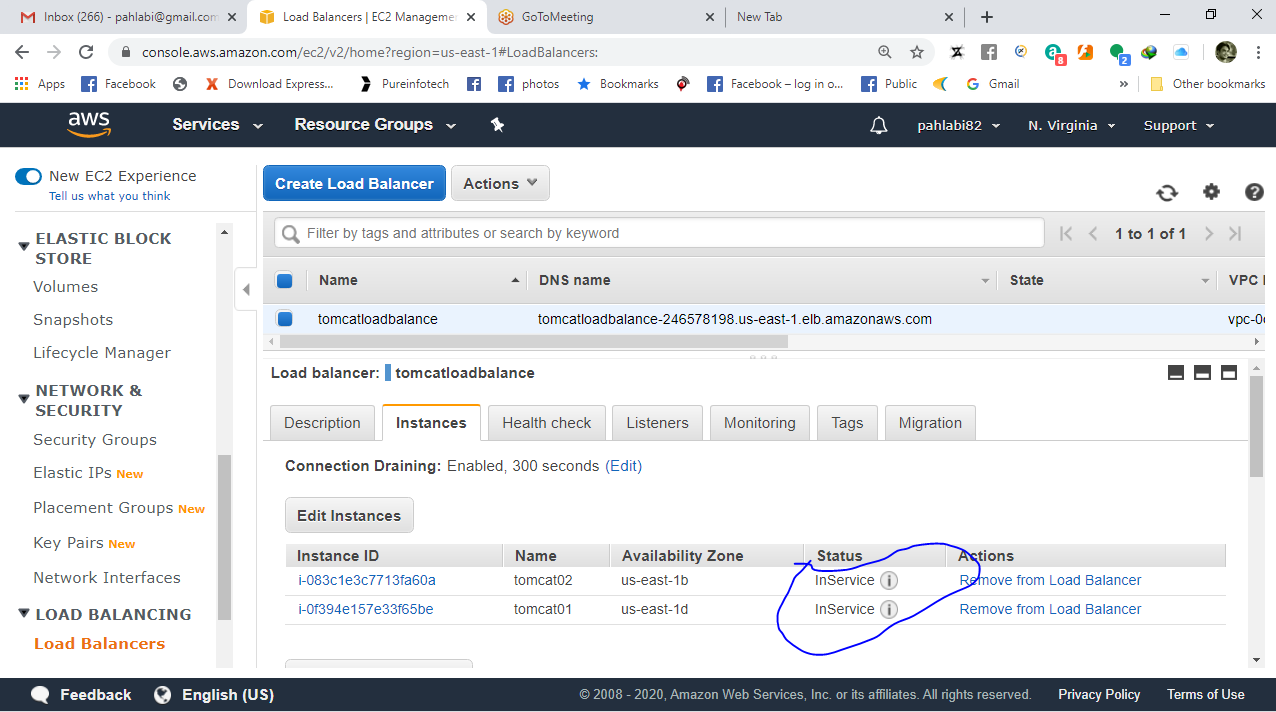 Inbox (266) - pahlabi@gmail.com
Load Balancers | EC2 Manageme
GoToMeeting
New Tab
console.aws.amazon.com/ec2/v2/home?region=us-east-1#LoadBalancers:
8
2
Apps
Facebook
Download Express...
Pureinfotech
photos
Bookmarks
Facebook – log in o...
Public
Gmail
»
Other bookmarks
aws
Services
Resource Groups
pahlabi82
N. Virginia
Support
New EC2 Experience
Tell us what you think
ELASTIC BLOCK
STORE
Volumes
Snapshots
Lifecycle Manager
NETWORK &
SECURITY
Security Groups
Elastic IPs New
Placement Groups New
Key Pairs New
Network Interfaces
LOAD BALANCING
Load Balancers
Create Load Balancer
Actions
Filter by tags and attributes or search by keyword
1 to 1 of 1
Name DNS name State VPC I
tomcatloadbalance tomcatloadbalance-246578198.us-east-1.elb.amazonaws.com vpc-0
Load balancer: tomcatloadbalance
Description Instances Health check Listeners Monitoring Tags Migration
Connection Draining: Enabled, 300 seconds (Edit)
Edit Instances
Instance ID Name Availability Zone Status Actions
i-083c1e3c7713fa60a tomcat02 us-east-1b InService i Remove from Load Balancer
i-0f394e157e33f65be tomcat01 us-east-1d InService i Remove from Load Balancer
Feedback English (US) © 2008 - 2020, Amazon Web Services, Inc. or its affiliates. All rights reserved. Privacy Policy Terms of Use